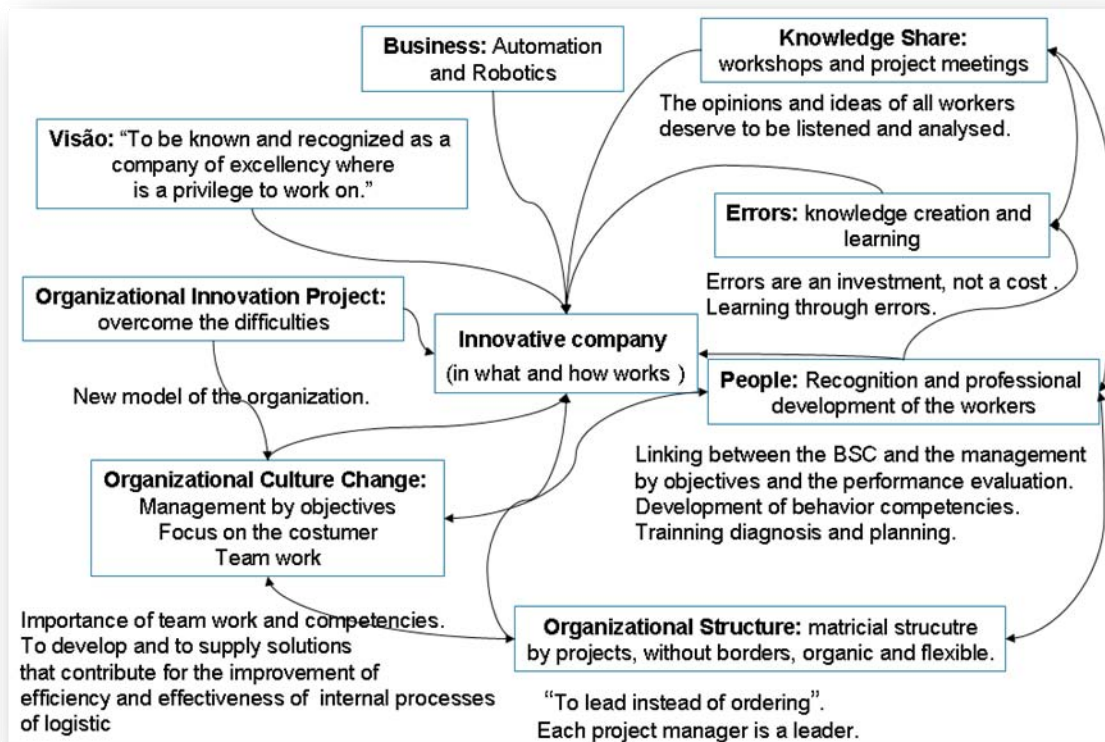 Business: Automation
and Robotics
Knowledge Share:
workshops and project meetings
The opinions and ideas of all workers
deserve to be listened and analysed.
Visão: “To be known and recognized as a
company of excellency where
is a privilege to work on.”
Errors: knowledge creation and
learning
Errors are an investment, not a cost .
Learning through errors.
Organizational Innovation Project:
overcome the difficulties
Innovative company
(in what and how works )
New model of the organization.
People: Recognition and professional
development of the workers
Linking between the BSC and the management
by objectives and the performance evaluation.
Development of behavior competencies.
Trainning diagnosis and planning.
Organizational Culture Change:
Management by objectives
Focus on the costumer
Team work
Importance of team work and competencies.
To develop and to supply solutions
that contribute for the improvement of
efficiency and effectiveness of internal processes
of logistic
Organizational Structure: matricial strucutre
by projects, without borders, organic and flexible.
“To lead instead of ordering”.
Each project manager is a leader.